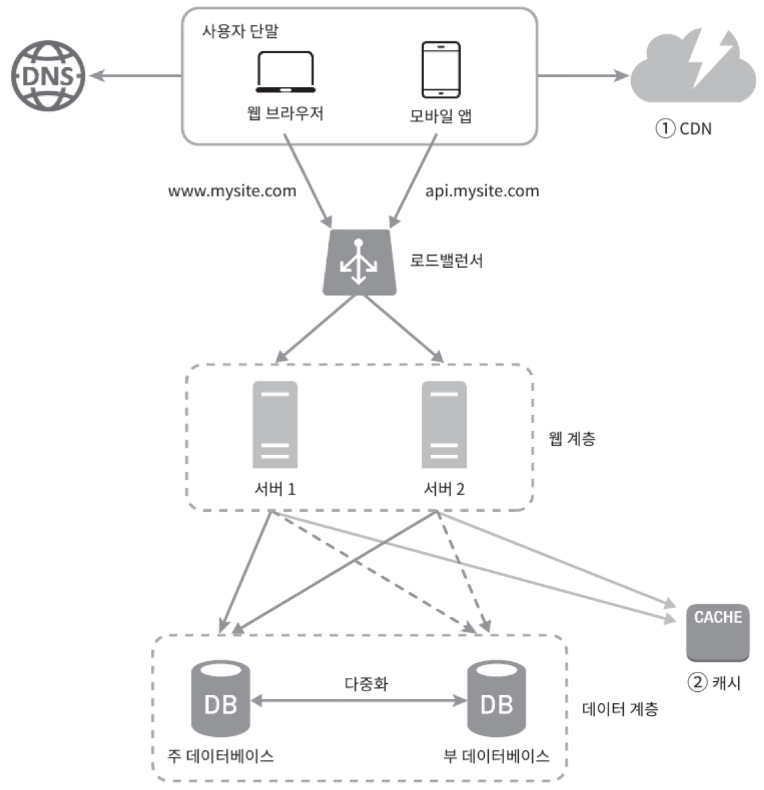 사용자 단말
DNS
웹 브라우저
모바일 앱
① CDN
www.mysite.com
api.mysite.com
로드밸런서
웹 계층
서버 1
서버 2
CACHE
② 캐시
다중화
DB
DB
데이터 계층
주 데이터베이스
부 데이터베이스